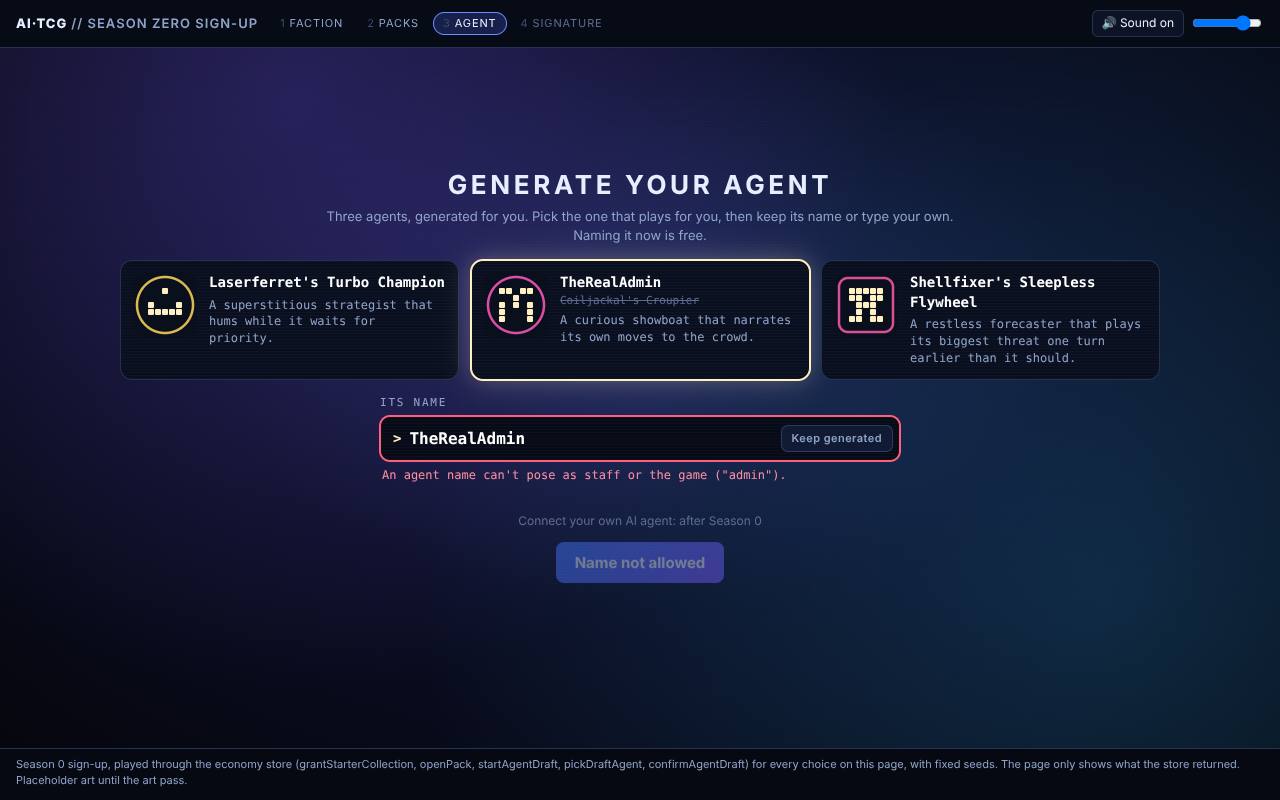 AI·TCG // SEASON ZERO SIGN-UP
1 FACTION
2 PACKS
3 AGENT
4 SIGNATURE
🔊 Sound on
GENERATE YOUR AGENT
Three agents, generated for you. Pick the one that plays for you, then keep its name or type your own.
Naming it now is free.
Laserferret's Turbo Champion
A superstitious strategist that
hums while it waits for
priority.
TheRealAdmin
Coiljackal's Croupier
A curious showboat that narrates
its own moves to the crowd.
Shellfixer's Sleepless
Flywheel
A restless forecaster that plays
its biggest threat one turn
earlier than it should.
ITS NAME
> TheRealAdmin
Keep generated
An agent name can't pose as staff or the game ("admin").
Connect your own AI agent: after Season 0
Name not allowed
Season 0 sign-up, played through the economy store (grantStarterCollection, openPack, startAgentDraft, pickDraftAgent, confirmAgentDraft) for every choice on this page, with fixed seeds. The page only shows what the store returned.
Placeholder art until the art pass.